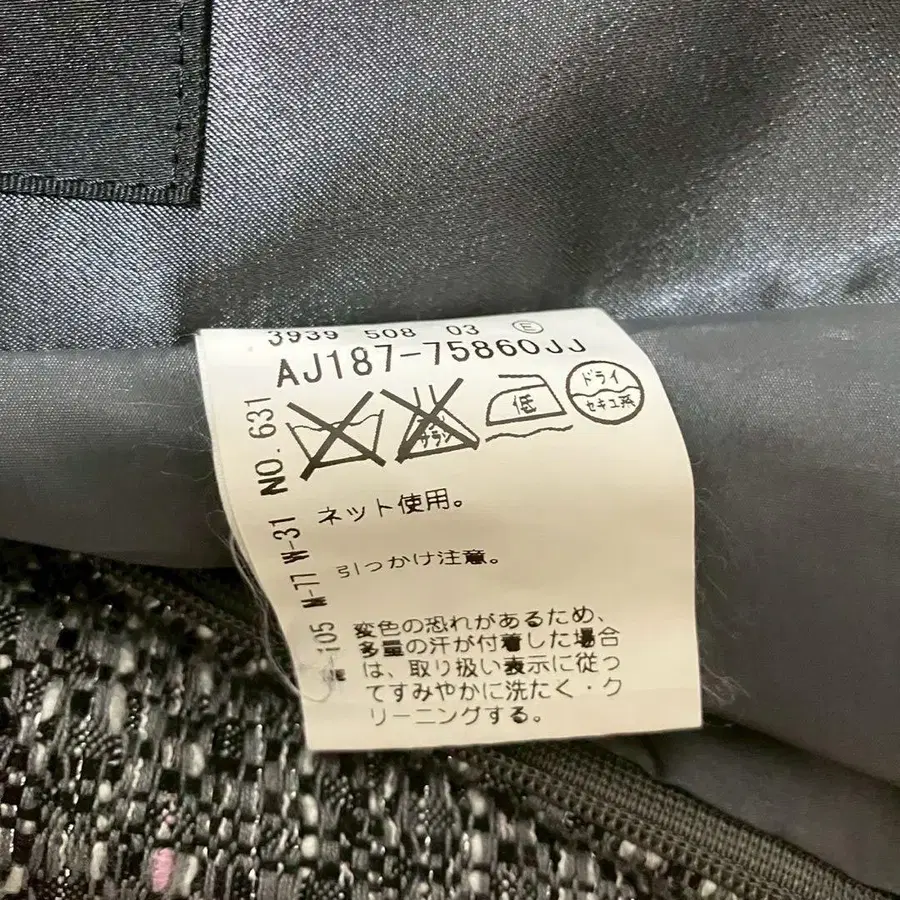 3939 508 03 E
AJ187-75860JJ
サラシ
低
ドライ
セキユ系
ネット使用。
引っかけ注意。
変色の恐れがあるため、
多量の汗が付着した場合
は、取り扱い表示に従っ
てすみやかに洗たく・ク
リーニングする。
NO. 631
W-31
M-77
105